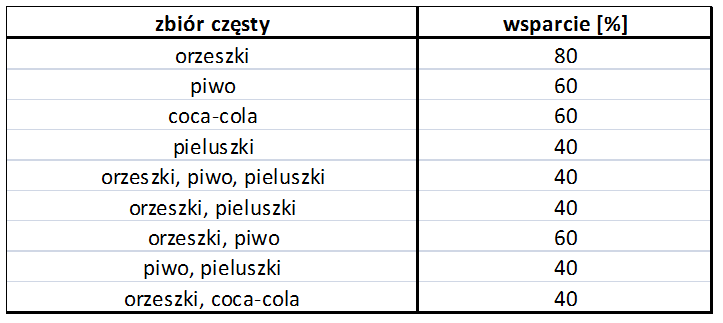 zbiór częsty wsparcie [%]
orzeszki 80
piwo 60
coca-cola 60
pieluszki 40
orzeszki, piwo, pieluszki 40
orzeszki, pieluszki 40
orzeszki, piwo 60
piwo, pieluszki 40
orzeszki, coca-cola 40